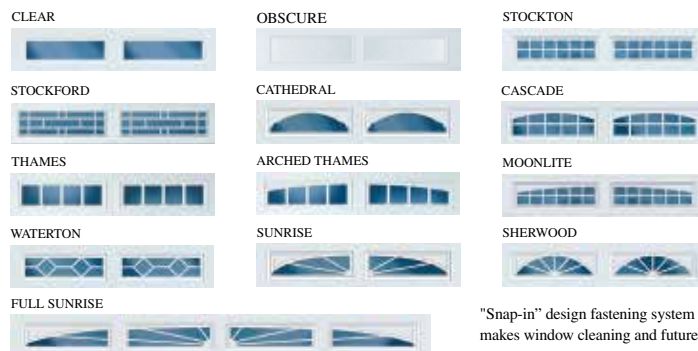 CLEAR
OBSCURE
STOCKTON
STOCKFORD
CATHEDRAL
CASCADE
THAMES
ARCHED THAMES
MOONLITE
WATERTON
SUNRISE
SHERWOOD
FULL SUNRISE
"Snap-in” design fastening system
makes window cleaning and future